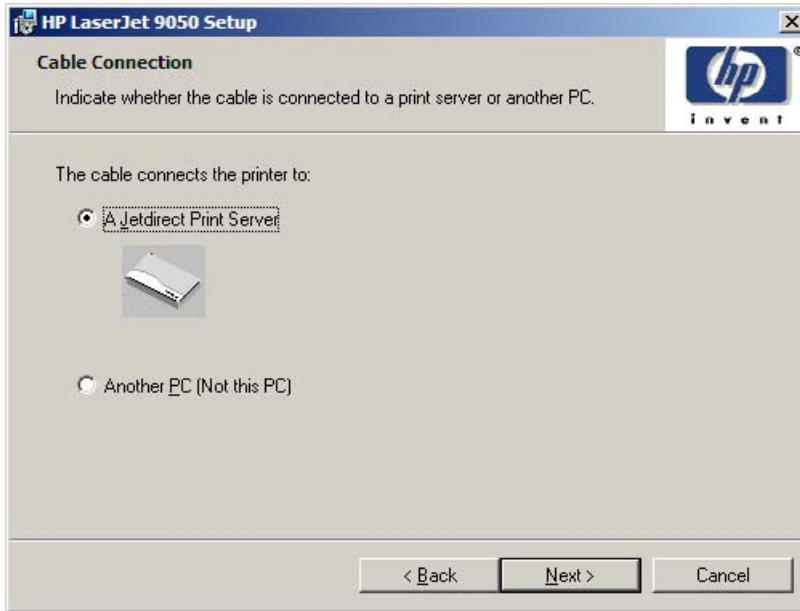 HP LaserJet 9050 Setup
Cable Connection
Indicate whether the cable is connected to a print server or another PC.
hp
®
invent
The cable connects the printer to:
A Jetdirect Print Server
Another PC (Not this PC)
< Back
Next >
Cancel